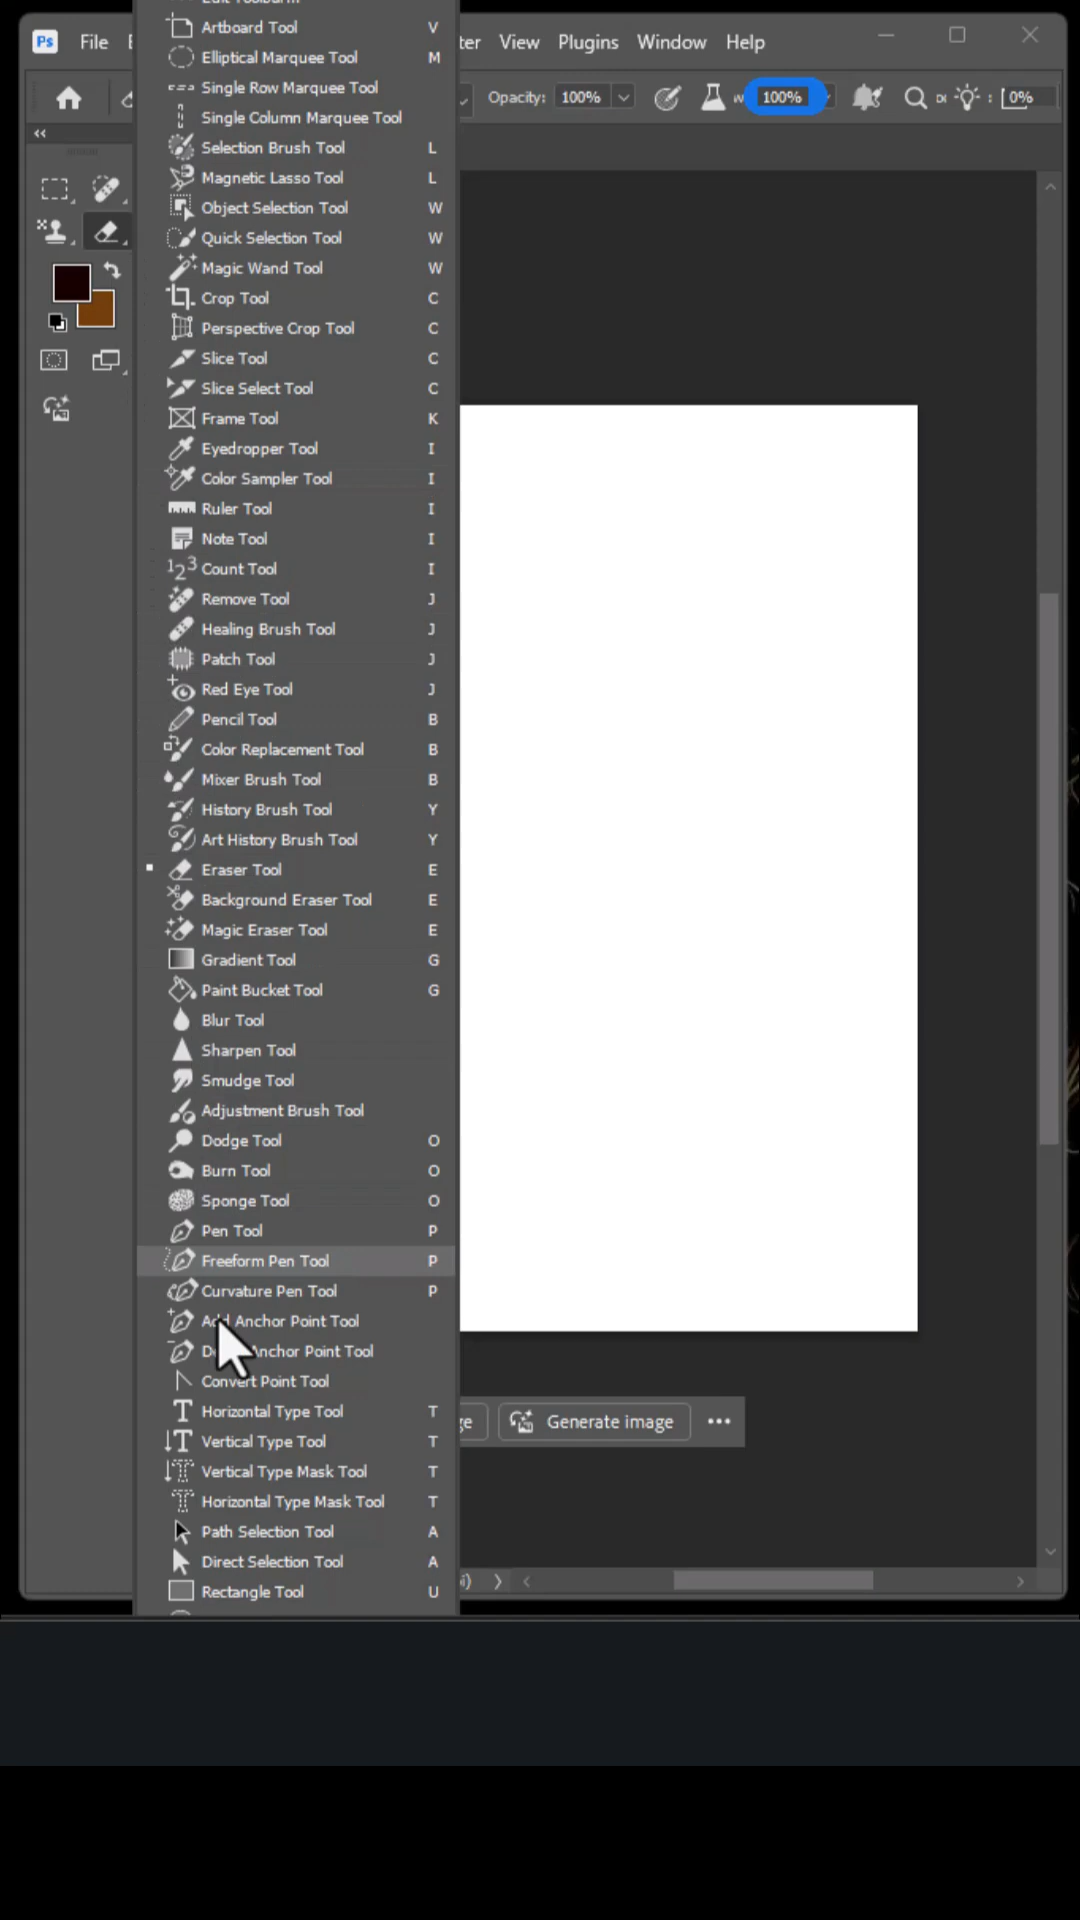 Edit Toolbar...
Ps File
ter View Plugins Window Help
Opacity: 100%
100%
0%
Artboard Tool V
Elliptical Marquee Tool M
Single Row Marquee Tool
Single Column Marquee Tool
Selection Brush Tool L
Magnetic Lasso Tool L
Object Selection Tool W
Quick Selection Tool W
Magic Wand Tool W
Crop Tool C
Perspective Crop Tool C
Slice Tool C
Slice Select Tool C
Frame Tool K
Eyedropper Tool I
Color Sampler Tool I
Ruler Tool I
Note Tool I
Count Tool I
Remove Tool J
Healing Brush Tool J
Patch Tool J
Red Eye Tool J
Pencil Tool B
Color Replacement Tool B
Mixer Brush Tool B
History Brush Tool Y
Art History Brush Tool Y
Eraser Tool E
Background Eraser Tool E
Magic Eraser Tool E
Gradient Tool G
Paint Bucket Tool G
Blur Tool
Sharpen Tool
Smudge Tool
Adjustment Brush Tool
Dodge Tool O
Burn Tool O
Sponge Tool O
Pen Tool P
Freeform Pen Tool P
Curvature Pen Tool P
Add Anchor Point Tool
Anchor Point Tool
Convert Point Tool
Horizontal Type Tool T
Vertical Type Tool T
Vertical Type Mask Tool T
Horizontal Type Mask Tool T
Path Selection Tool A
Direct Selection Tool A
Rectangle Tool U
ge Generate image